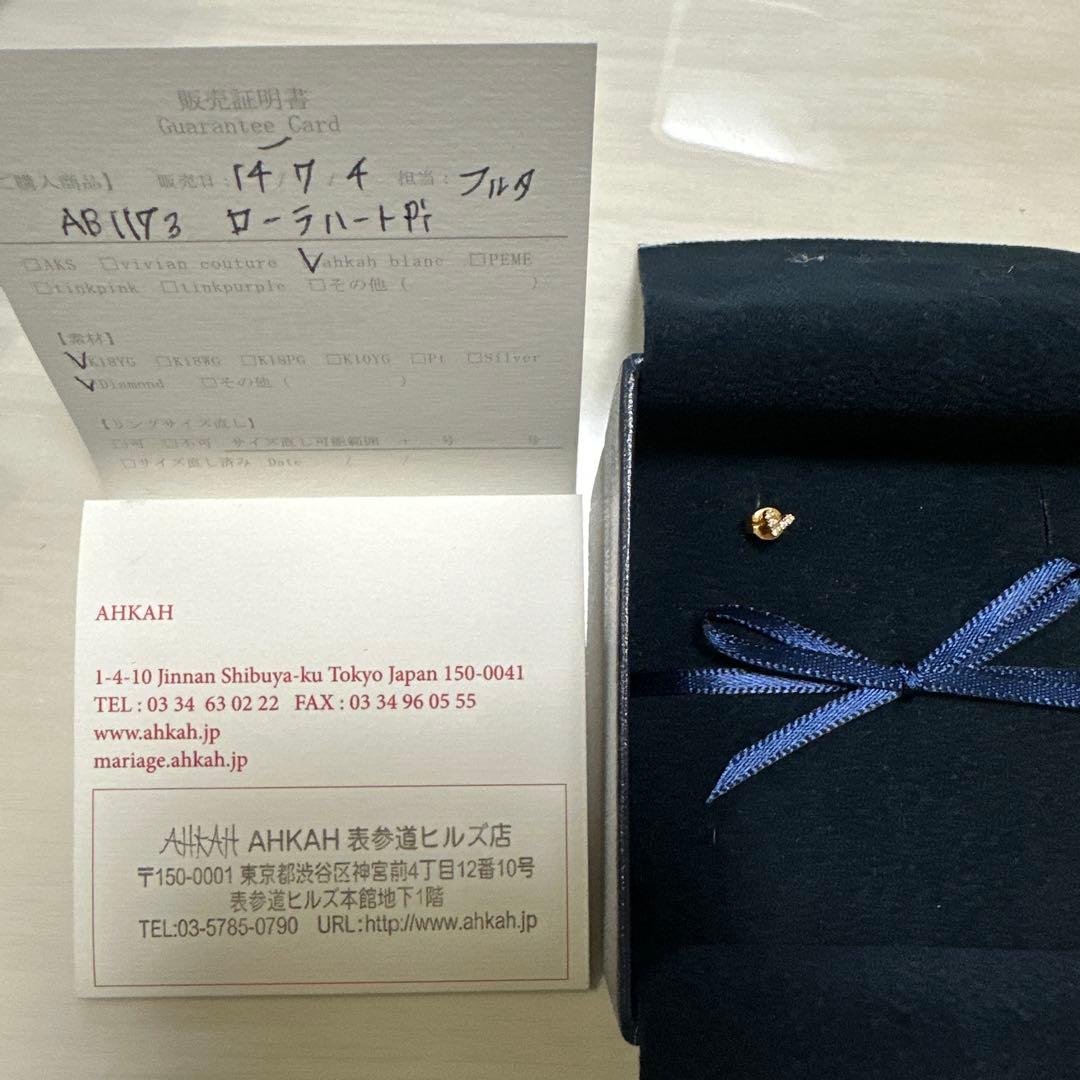 販売証明書
Guarantee Card
ご購入商品】 販売日：14 / 7 / 4 担当：フルタ
AB1173 ローラハートPi
□AKS □vivian couture ✓ahkah blanc □PEME
□tinkpink □tinkpurple □その他（ ）
【素材】
✓K18YG □K18WG □K18PG □K10YG □Pt □Silver
✓Diamond □その他（ ）
【リングサイズ直し】
□可 □不可 サイズ直し可能範囲 + 号 − 号
□サイズ直し済み Date / /
AHKAH
1-4-10 Jinnan Shibuya-ku Tokyo Japan 150-0041
TEL : 03 34 63 02 22 FAX : 03 34 96 05 55
www.ahkah.jp
mariage.ahkah.jp
AHKAH AHKAH 表参道ヒルズ店
〒150-0001 東京都渋谷区神宮前4丁目12番10号
表参道ヒルズ本館地下1階
TEL:03-5785-0790 URL:http://www.ahkah.jp